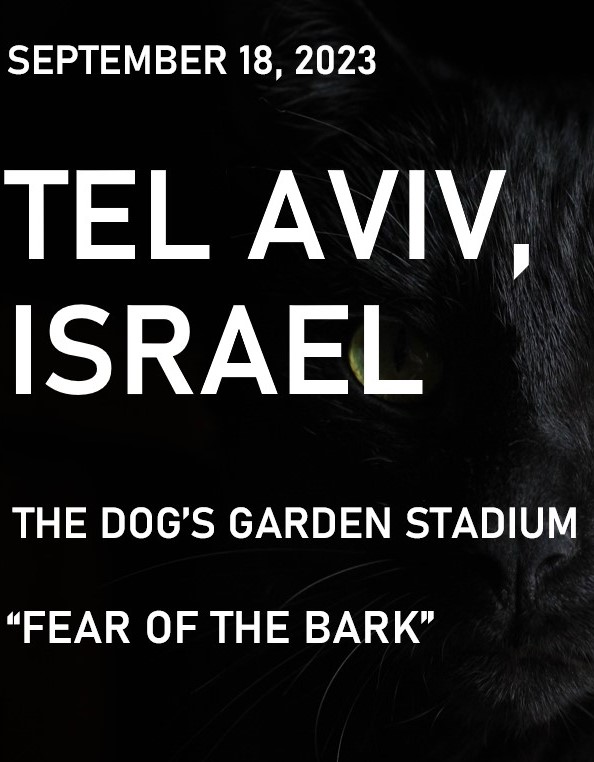 SEPTEMBER 18, 2023
TEL AVIV,
ISRAEL
THE DOG’S GARDEN STADIUM
“FEAR OF THE BARK”